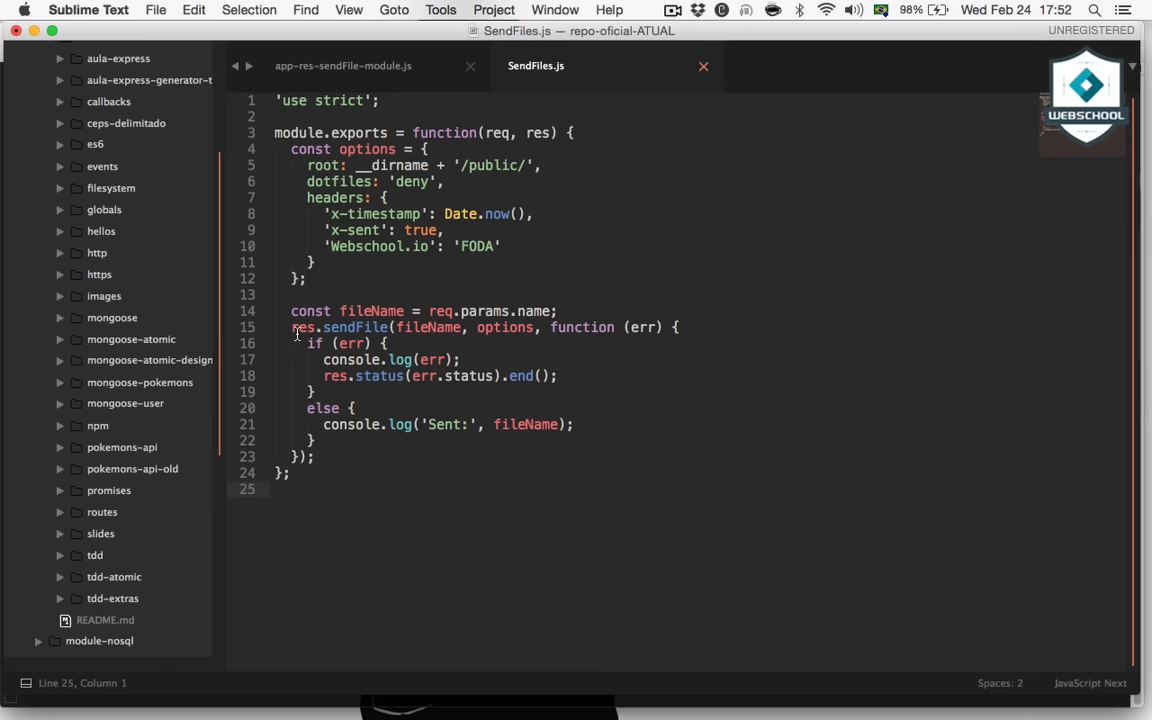 Sublime Text File Edit Selection Find View Goto Tools Project Window Help 98% Wed Feb 24 17:52
SendFiles.js — repo-oficial-ATUAL UNREGISTERED
aula-express
aula-express-generator-t
callbacks
ceps-delimitado
es6
events
filesystem
globals
hellos
http
https
images
mongoose
mongoose-atomic
mongoose-atomic-design
mongoose-pokemons
mongoose-user
npm
pokemons-api
pokemons-api-old
promises
routes
slides
tdd
tdd-atomic
tdd-extras
README.md
module-nosql
app-res-sendFile-module.js SendFiles.js
WEBSCHOOL
1 'use strict';
2
3 module.exports = function(req, res) {
4 const options = {
5 root: __dirname + '/public/',
6 dotfiles: 'deny',
7 headers: {
8 'x-timestamp': Date.now(),
9 'x-sent': true,
10 'Webschool.io': 'FODA'
11 }
12 };
13
14 const fileName = req.params.name;
15 res.sendFile(fileName, options, function (err) {
16 if (err) {
17 console.log(err);
18 res.status(err.status).end();
19 }
20 else {
21 console.log('Sent:', fileName);
22 }
23 });
24 };
25
Line 25, Column 1 Spaces: 2 JavaScript Next